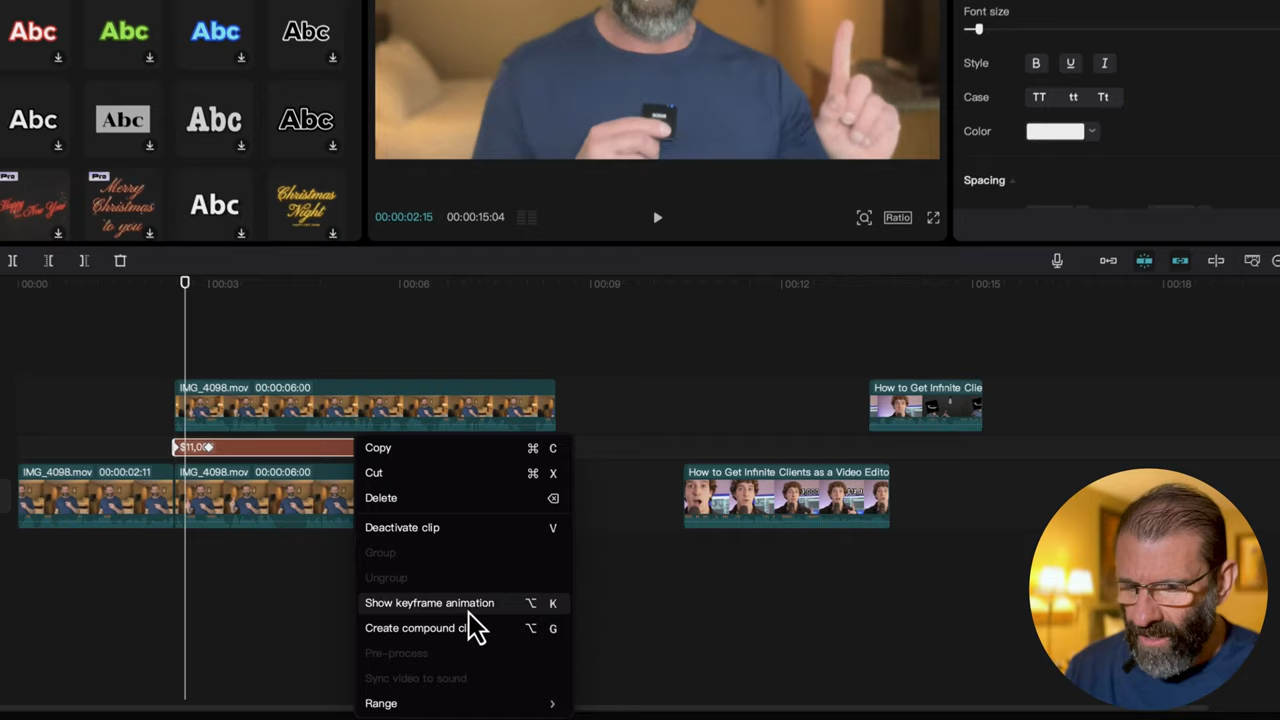 Abc Abc Abc Abc
Abc Abc Abc Abc
Pro Pro
Happy New Year
Merry Christmas to you
Abc
Christmas Night
00:00:02:15 00:00:15:04
Ratio
Font size
Style B U I
Case TT tt Tt
Color
Spacing
00:00 00:03 00:06 00:09 00:12 00:15 00:18
IMG_4098.mov 00:00:06:00
How to Get Infinite Clie
$11,00
IMG_4098.mov 00:00:02:11
IMG_4098.mov 00:00:06:00
How to Get Infinite Clients as a Video Edito
Copy ⌘ C
Cut ⌘ X
Delete
Deactivate clip V
Group
Ungroup
Show keyframe animation ⌥ K
Create compound cl ⌥ G
Pre-process
Sync video to sound
Range